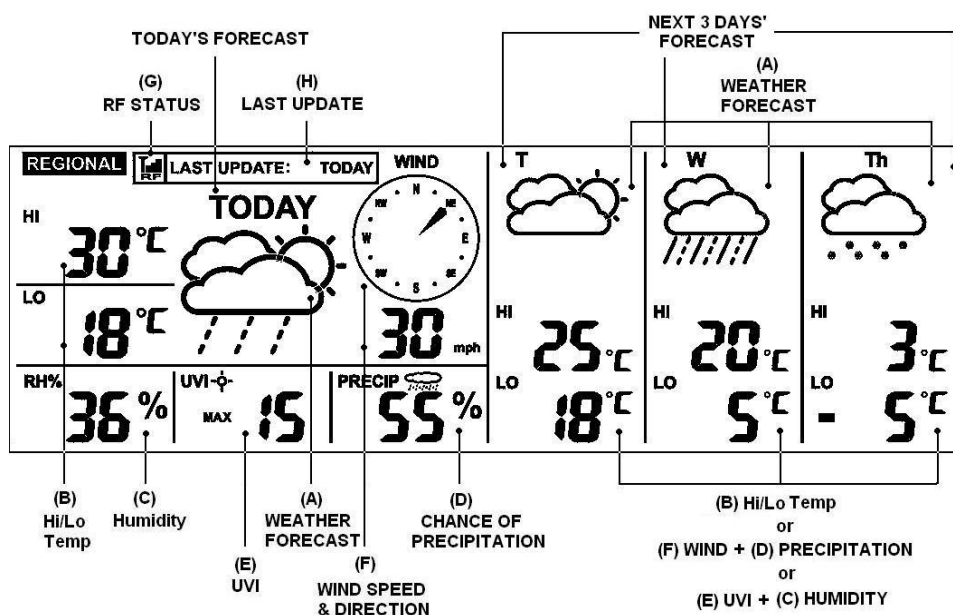 NEXT 3 DAYS'
FORECAST
TODAY'S FORECAST
(G)
RF STATUS
(H)
LAST UPDATE
(A)
WEATHER
FORECAST
REGIONAL
RF
LAST UPDATE: TODAY
WIND
T
W
Th
TODAY
HI
30°C
LO
18°C
N
NE
E
SE
S
SW
W
NW
30 mph
RH%
36%
UVI
MAX 15
PRECIP
55%
HI
25°C
LO
18°C
HI
20°C
LO
5°C
HI
3°C
LO
-5°C
(B)
Hi/Lo
Temp
(C)
Humidity
(E)
UVI
(A)
WEATHER
FORECAST
(F)
WIND SPEED
& DIRECTION
(D)
CHANCE OF
PRECIPITATION
(B) Hi/Lo Temp
or
(F) WIND + (D) PRECIPITATION
or
(E) UVI + (C) HUMIDITY